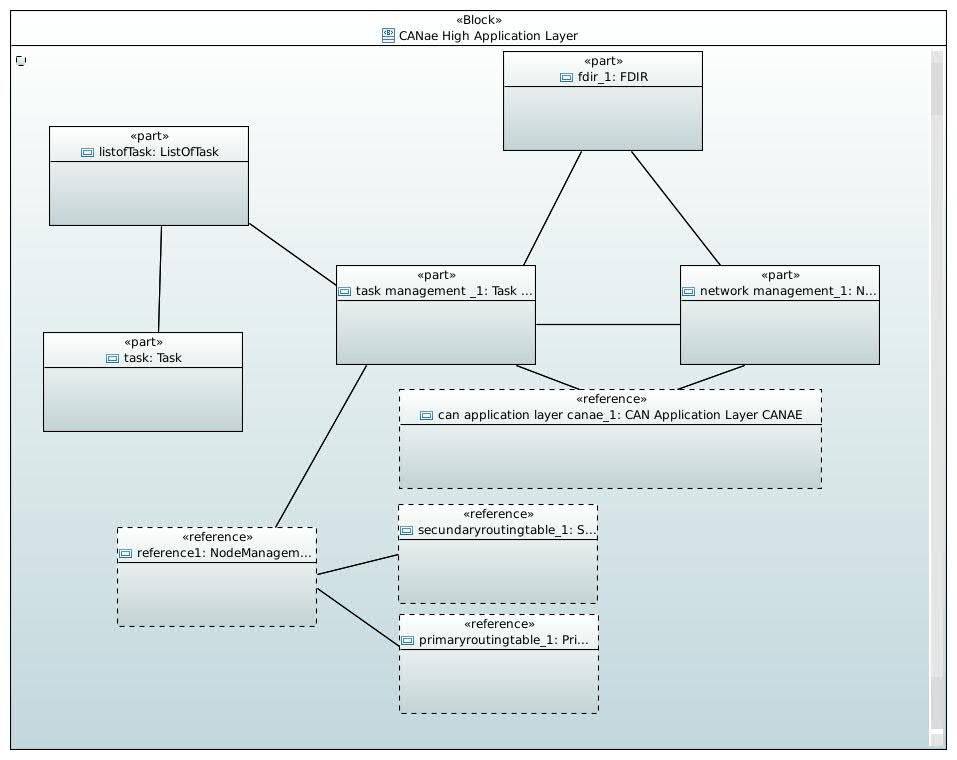 «Block»
CANae High Application Layer
«part»
fdir_1: FDIR
«part»
listofTask: ListOfTask
«part»
task management _1: Task ...
«part»
network management_1: N...
«part»
task: Task
«reference»
can application layer canae_1: CAN Application Layer CANAE
«reference»
secundaryroutingtable_1: S...
«reference»
reference1: NodeManagem...
«reference»
primaryroutingtable_1: Pri...